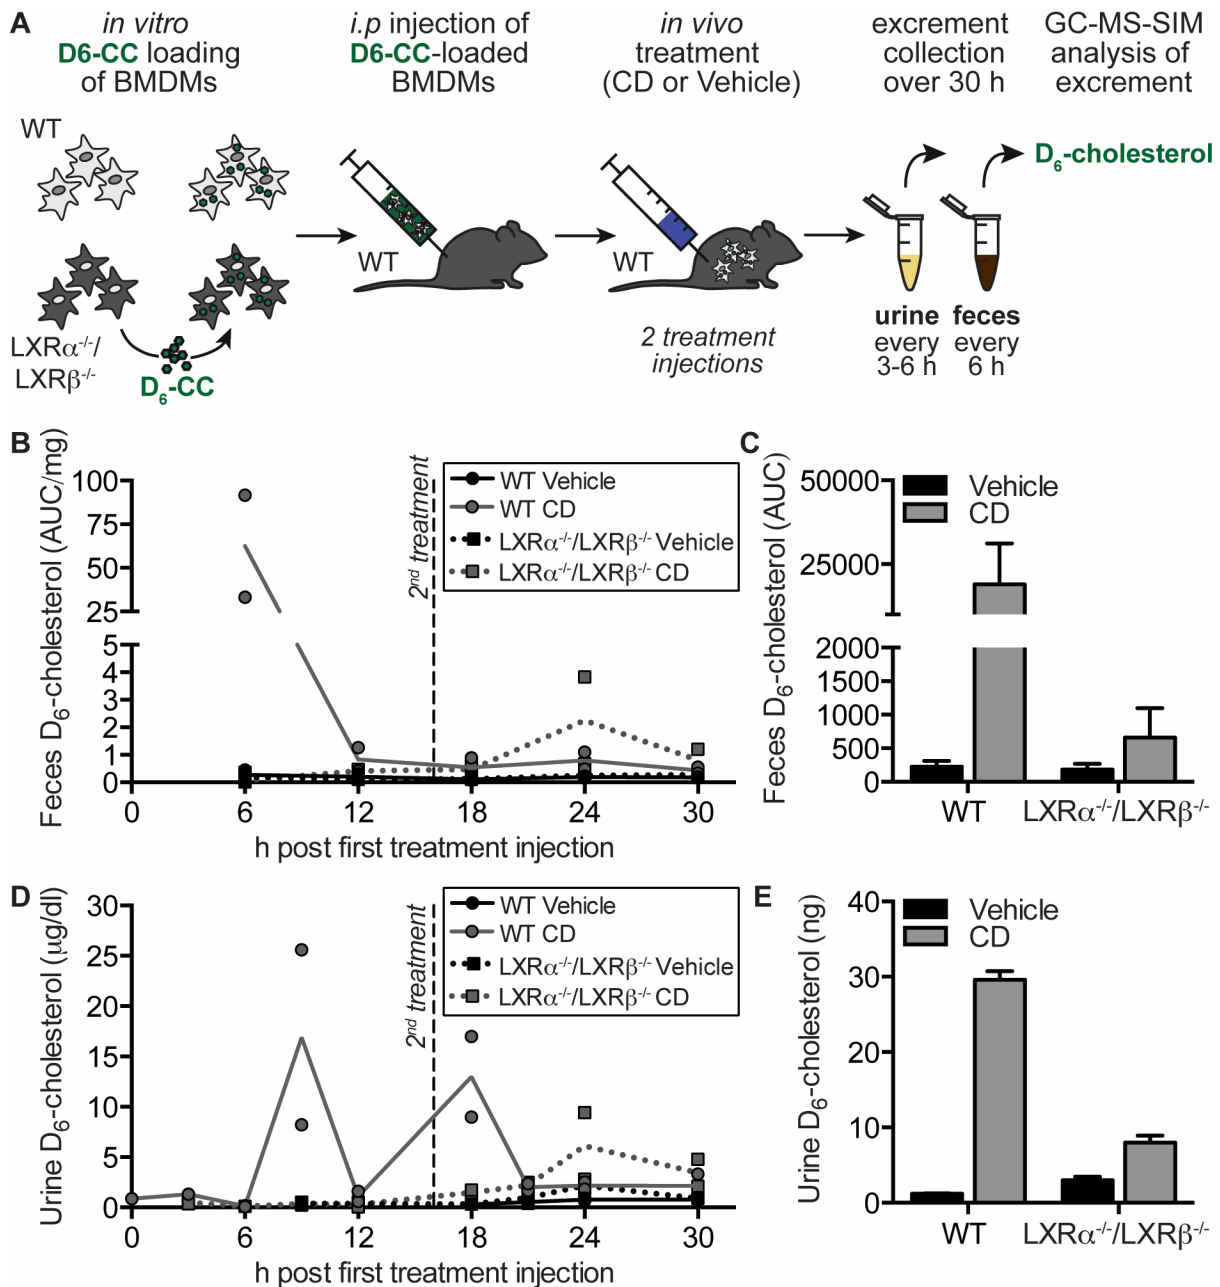 A
in vitro
D6-CC loading
of BMDMs
i.p injection of
D6-CC-loaded
BMDMs
in vivo
treatment
(CD or Vehicle)
excrement
collection
over 30 h
GC-MS-SIM
analysis of
excrement
WT
LXRα-/-/
LXRβ-/-
D6-CC
WT
WT
2 treatment
injections
D6-cholesterol
urine
every
3-6 h
feces
every
6 h
B
Feces D6-cholesterol (AUC/mg)
100
75
50
25
5
4
3
2
1
0
0 6 12 18 24 30
h post first treatment injection
2nd treatment
WT Vehicle
WT CD
LXRα-/-/LXRβ-/- Vehicle
LXRα-/-/LXRβ-/- CD
C
Feces D6-cholesterol (AUC)
50000
25000
2000
1500
1000
500
0
Vehicle
CD
WT LXRα-/-/LXRβ-/-
D
Urine D6-cholesterol (µg/dl)
30
25
20
15
10
5
0
0 6 12 18 24 30
h post first treatment injection
2nd treatment
WT Vehicle
WT CD
LXRα-/-/LXRβ-/- Vehicle
LXRα-/-/LXRβ-/- CD
E
Urine D6-cholesterol (ng)
40
30
20
10
0
Vehicle
CD
WT LXRα-/-/LXRβ-/-